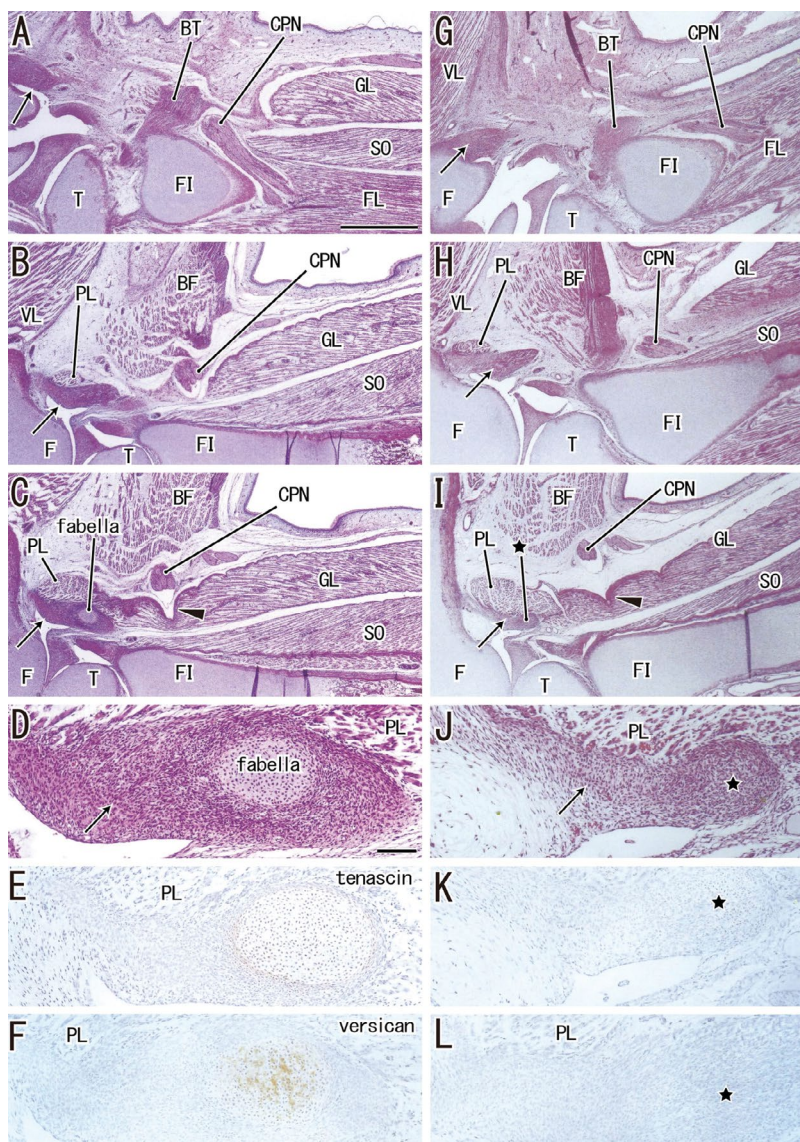 A
BT
CPN
GL
SO
FL
T
FI
G
VL
BT
CPN
FL
FI
F
T
B
VL
PL
BF
CPN
GL
SO
F
T
FI
H
VL
PL
BF
CPN
GL
SO
F
T
FI
C
BF
CPN
fabella
PL
GL
SO
F
T
FI
I
BF
CPN
PL
GL
SO
F
T
FI
D
PL
fabella
J
PL
E
PL
tenascin
K
F
PL
versican
L
PL